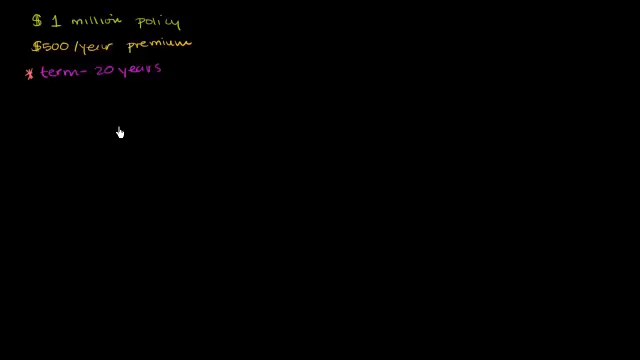 $ 1 million policy
$500/year premium
* term- 20 years